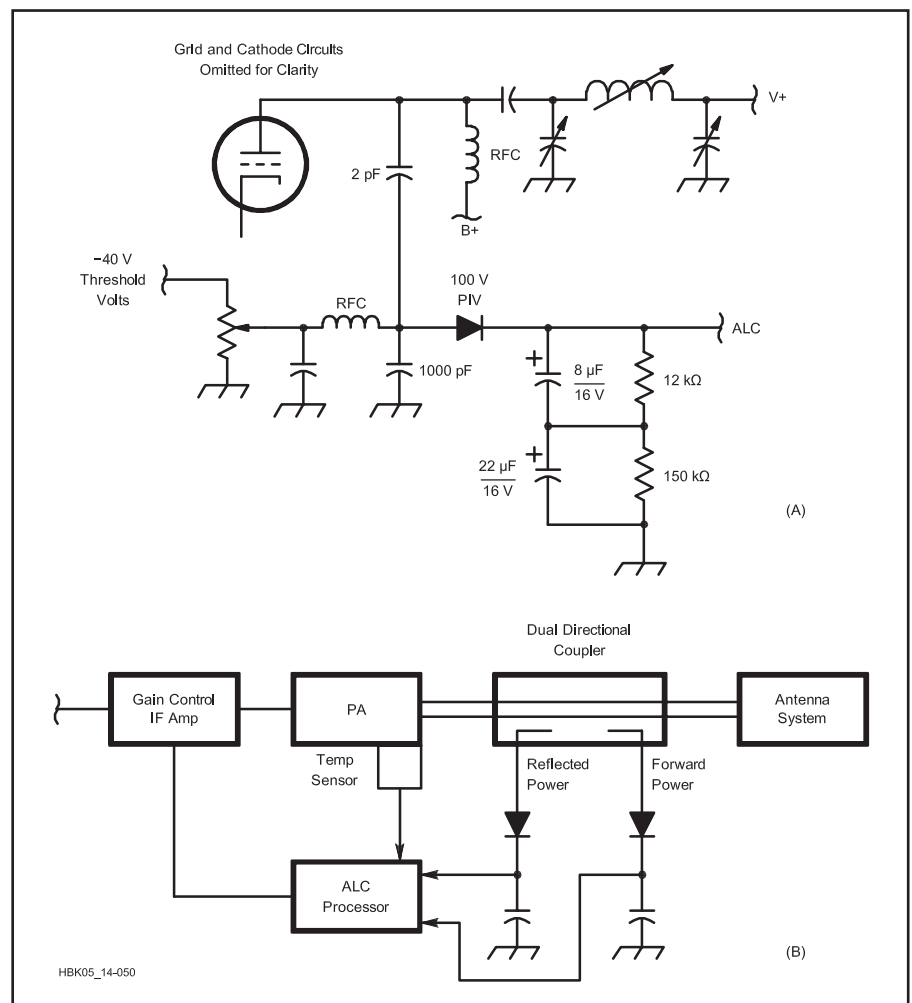 Grid and Cathode Circuits
Omitted for Clarity
V+
RFC
2 pF
B+
−40 V
Threshold
Volts
100 V
PIV
RFC
ALC
1000 pF
+
8 µF
16 V
12 kΩ
+
22 µF
16 V
150 kΩ
(A)
Dual Directional
Coupler
Gain Control
IF Amp
PA
Antenna
System
Temp
Sensor
Reflected
Power
Forward
Power
ALC
Processor
(B)
HBK05_14-050